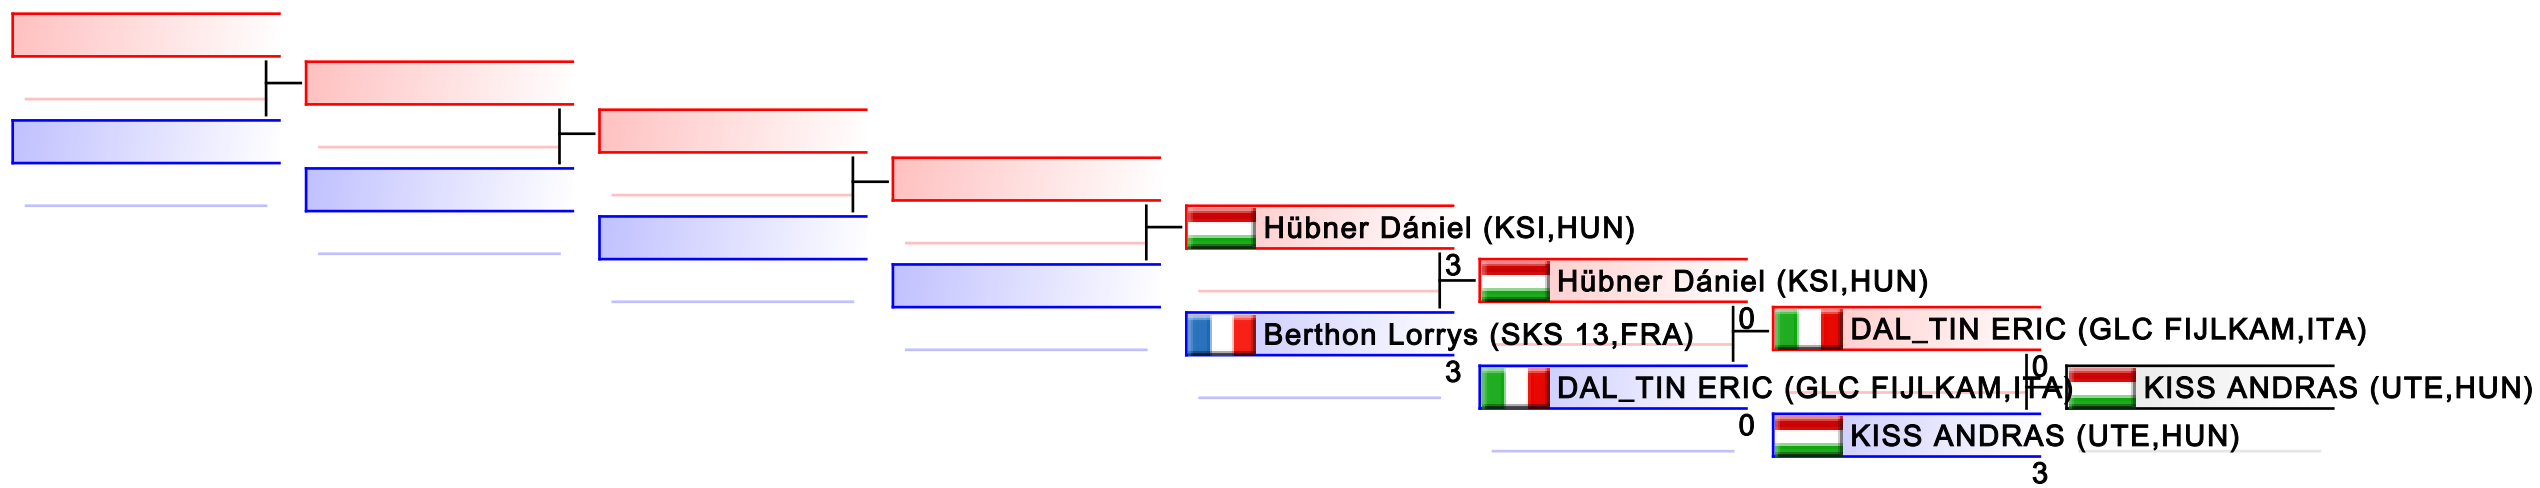 Hübner Dániel (KSI,HUN)
3
Berthon Lorrys (SKS 13,FRA)
3
Hübner Dániel (KSI,HUN)
0
DAL_TIN ERIC (GLC FIJLKAM,ITA)
0
DAL_TIN ERIC (GLC FIJLKAM,ITA)
0
KISS ANDRAS (UTE,HUN)
3
KISS ANDRAS (UTE,HUN)